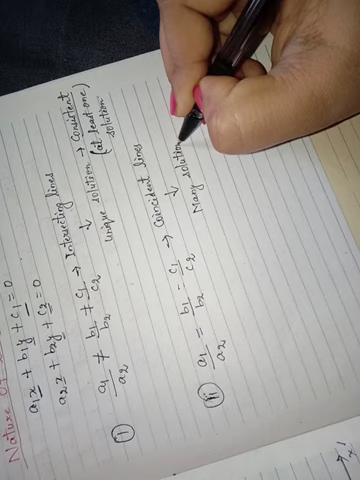 Nature of
a₁x + b₁y + c₁ = 0
a₂x + b₂y + c₂ = 0
(i) a₁/a₂ ≠ b₁/b₂ ≠ c₁/c₂ → Intersecting lines
↓
unique solution → Consistent
(at least one)
solution.
(ii) a₁/a₂ = b₁/b₂ = c₁/c₂ → Coincident lines
↓
Many solution